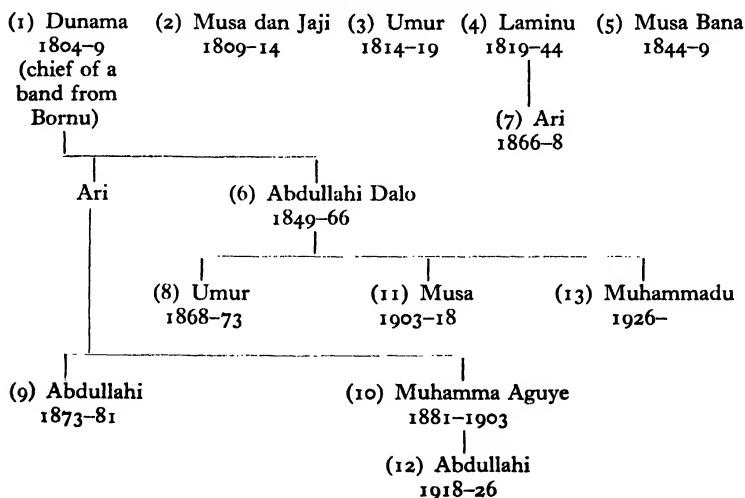 (1) Dunama (2) Musa dan Jaji (3) Umur (4) Laminu (5) Musa Bana
1804–9 1809–14 1814–19 1819–44 1844–9
(chief of a
band from
Bornu)
(7) Ari
1866–8
Ari (6) Abdullahi Dalo
1849–66
(8) Umur (11) Musa (13) Muhammadu
1868–73 1903–18 1926–
(9) Abdullahi (10) Muhamma Aguye
1873–81 1881–1903
(12) Abdullahi
1918–26